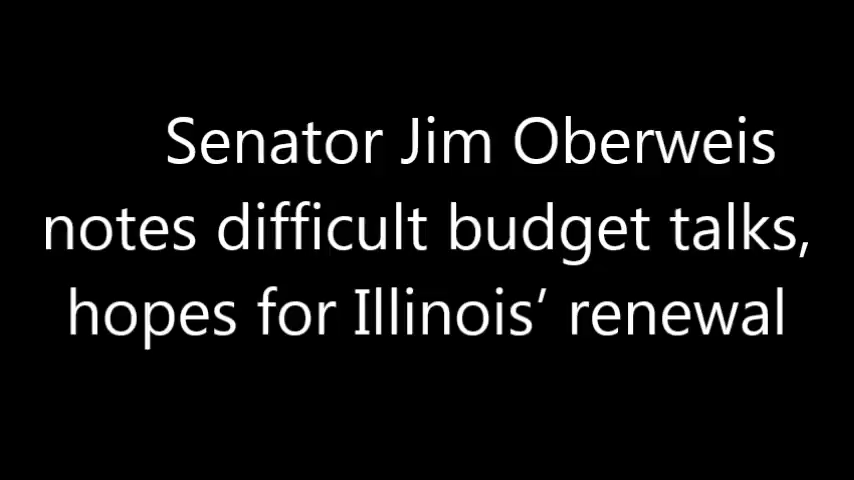 Senator Jim Oberweis
notes difficult budget talks,
hopes for Illinois’ renewal